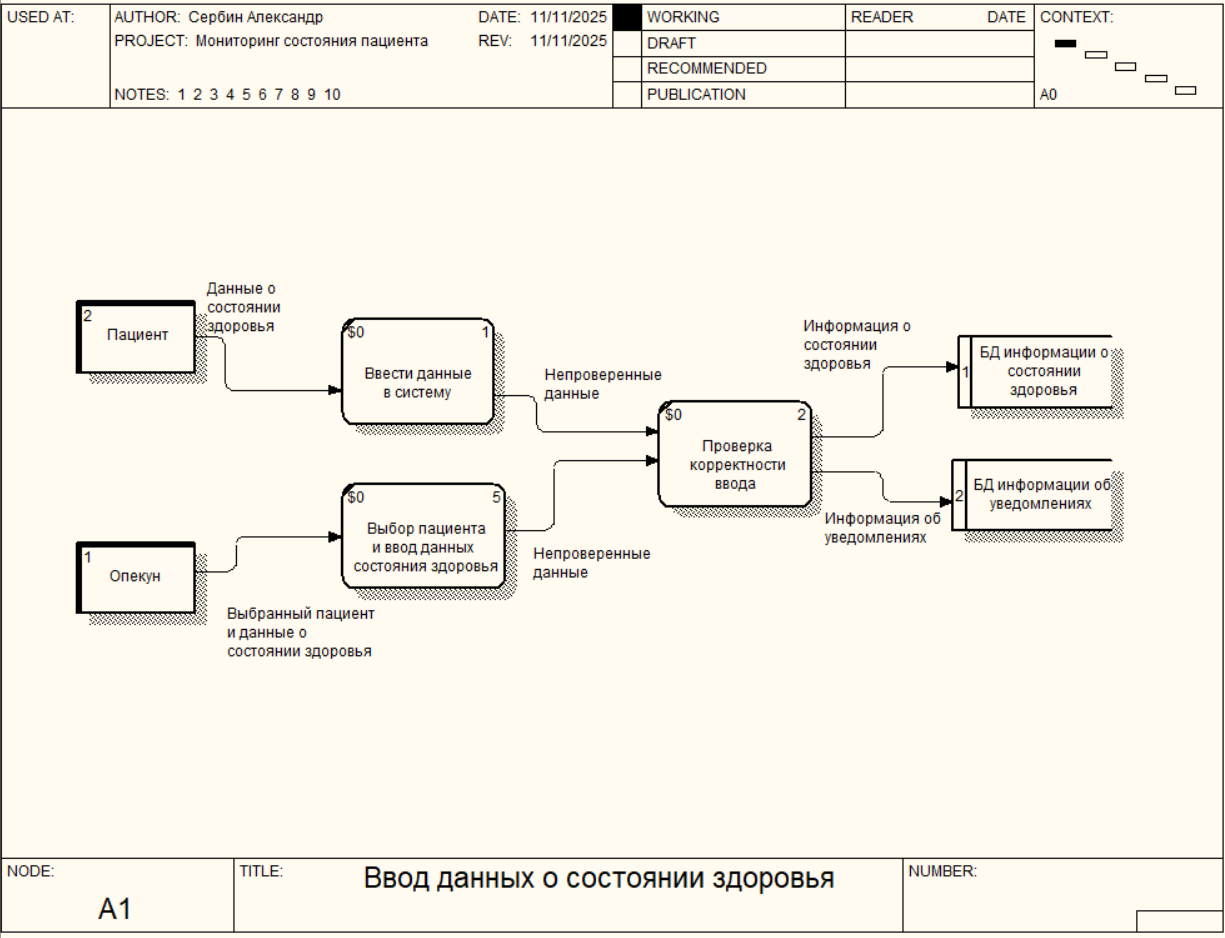 USED AT:
AUTHOR: Сербин Александр
DATE: 11/11/2025
PROJECT: Мониторинг состояния пациента
REV: 11/11/2025
NOTES: 1 2 3 4 5 6 7 8 9 10
WORKING
DRAFT
RECOMMENDED
PUBLICATION
READER
DATE
CONTEXT:
A0
2
Пациент
Данные о
состоянии
здоровья
$0
1
Ввести данные
в систему
Непроверенные
данные
1
Опекун
Выбранный пациент
и данные о
состоянии здоровья
$0
5
Выбор пациента
и ввод данных
состояния здоровья
Непроверенные
данные
$0
2
Проверка
корректности
ввода
Информация о
состоянии
здоровья
1
БД информации о
состоянии
здоровья
Информация об
уведомлениях
2
БД информации об
уведомлениях
NODE:
A1
TITLE:
Ввод данных о состоянии здоровья
NUMBER: